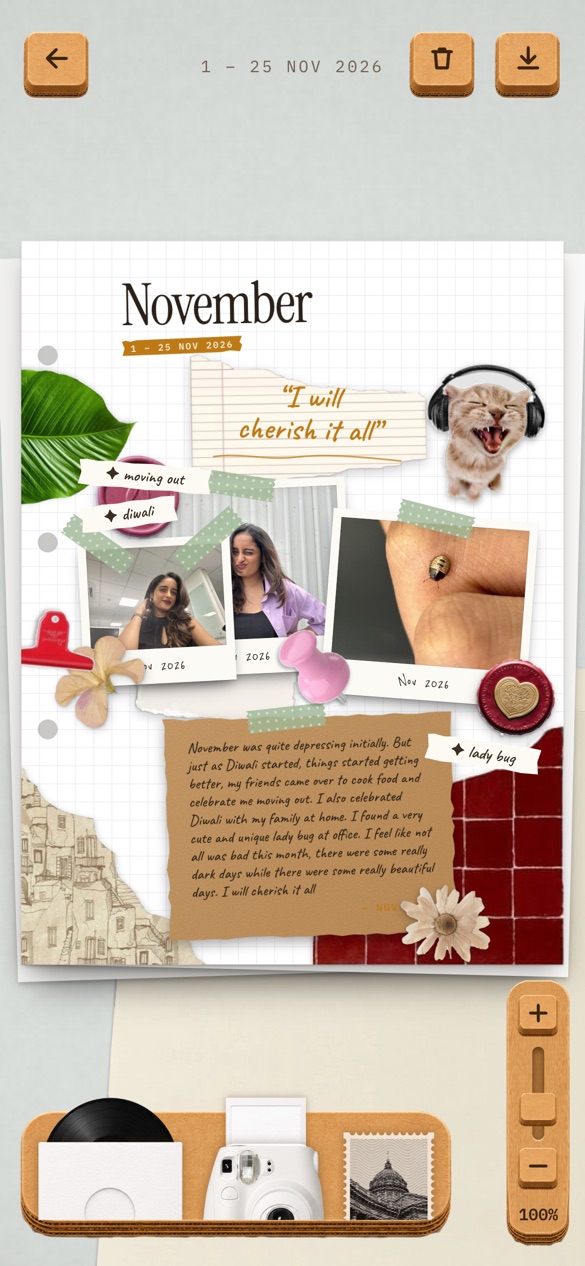 1 – 25 NOV 2026
November
1 – 25 NOV 2026
“I will
cherish it all”
moving out
diwali
2026
2026
Nov 2026
lady bug
November was quite depressing initially. But
just as Diwali started, things started getting
better, my friends came over to cook food and
celebrate me moving out. I also celebrated
Diwali with my family at home. I found a very
cute and unique lady bug at office. I feel like not
all was bad this month, there were some really
dark days while there were some really beautiful
days. I will cherish it all
– NOV
100%